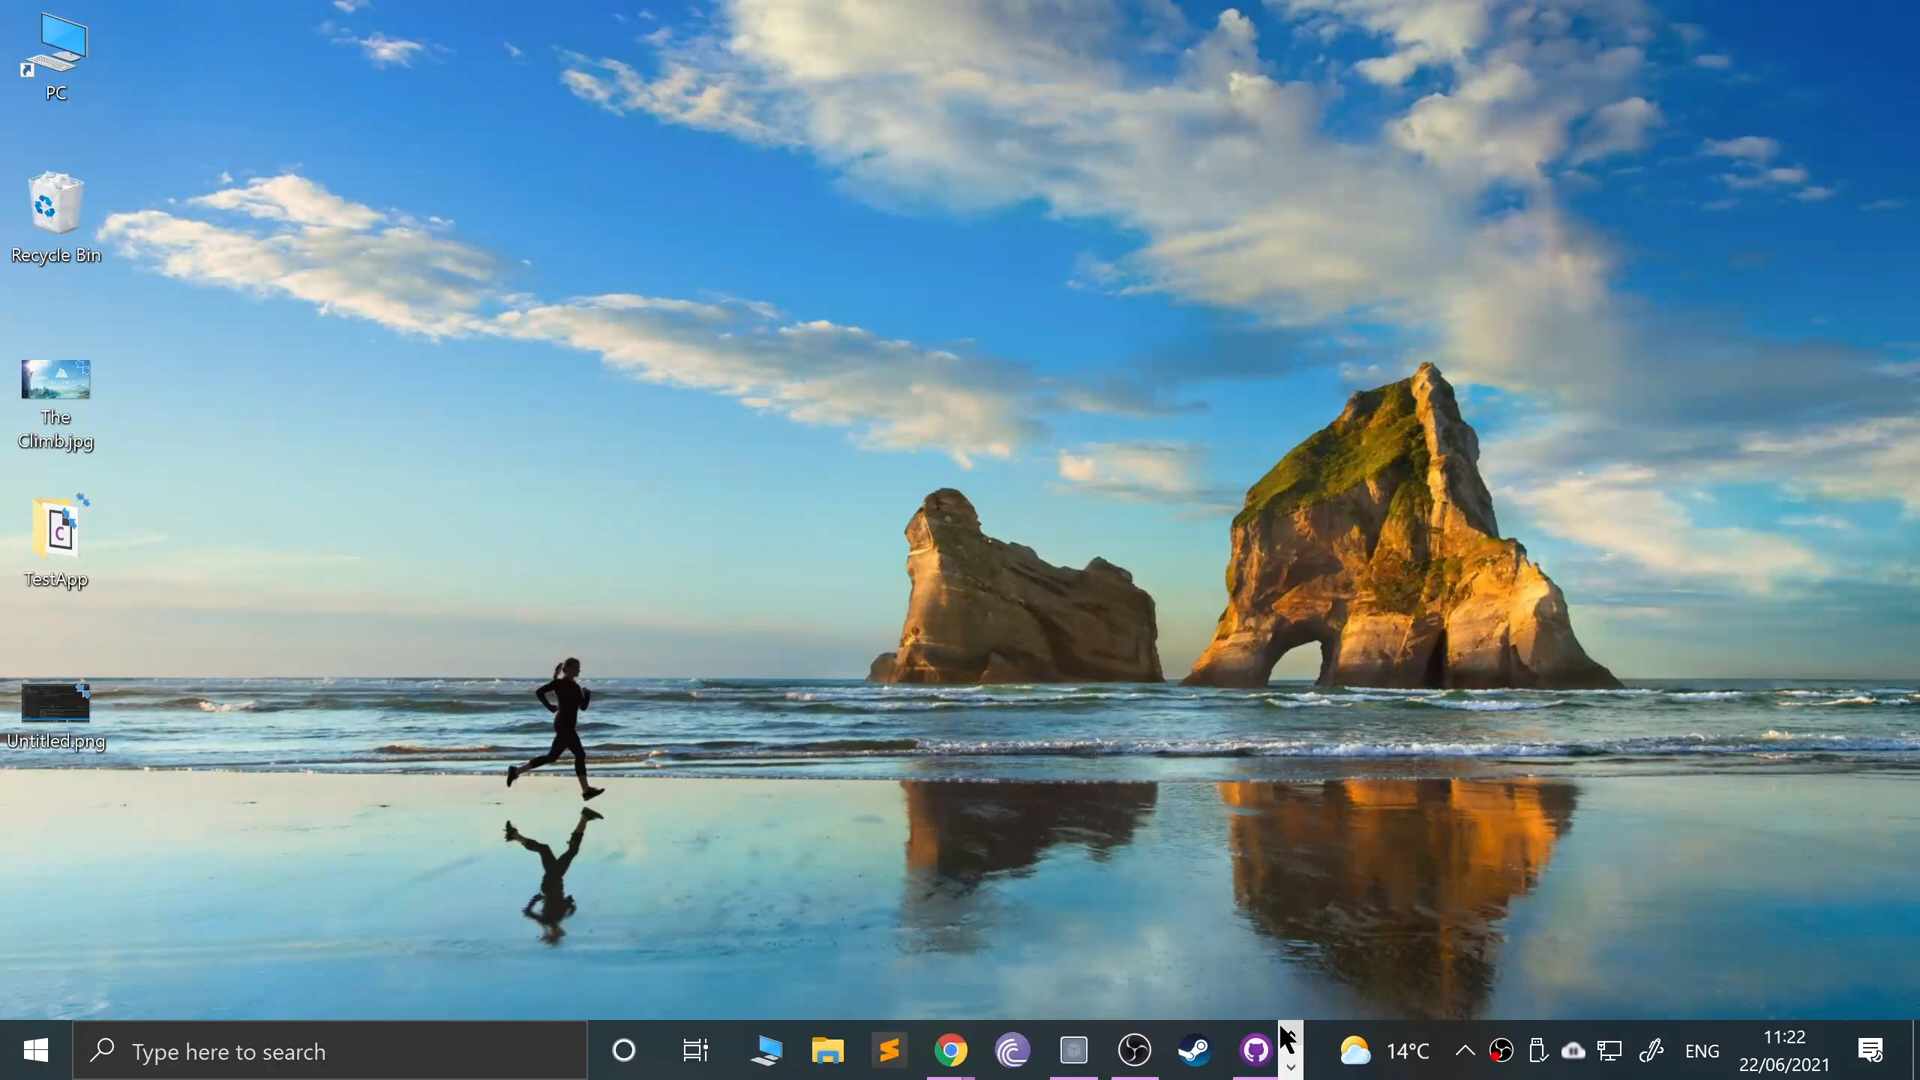 PC
Recycle Bin
The
Climb.jpg
TestApp
Untitled.png
Type here to search
14°C
ENG
11:22
22/06/2021